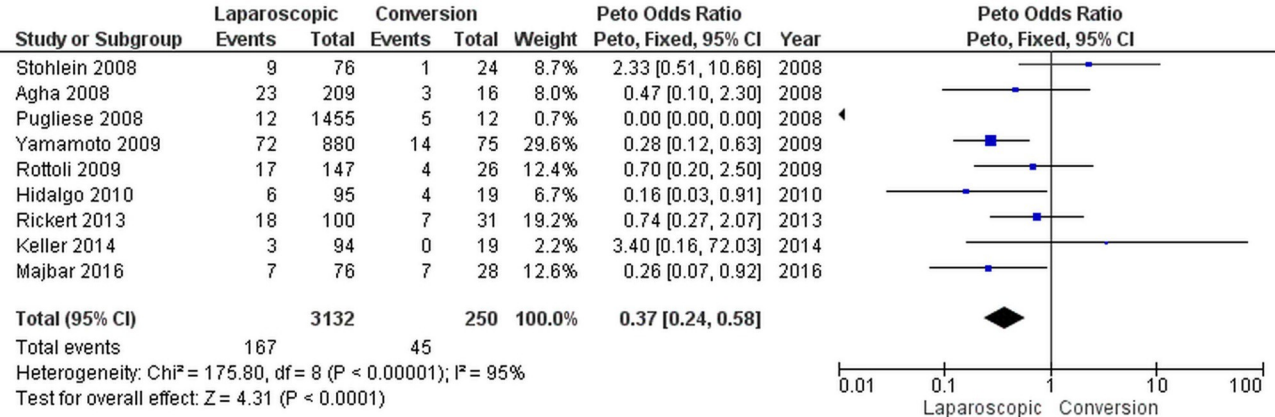 Laparoscopic Conversion Peto Odds Ratio Peto Odds Ratio
Study or Subgroup Events Total Events Total Weight Peto, Fixed, 95% CI Year Peto, Fixed, 95% CI
Stohlein 2008 9 76 1 24 8.7% 2.33 [0.51, 10.66] 2008
Agha 2008 23 209 3 16 8.0% 0.47 [0.10, 2.30] 2008
Pugliese 2008 12 1455 5 12 0.7% 0.00 [0.00, 0.00] 2008
Yamamoto 2009 72 880 14 75 29.6% 0.28 [0.12, 0.63] 2009
Rottoli 2009 17 147 4 26 12.4% 0.70 [0.20, 2.50] 2009
Hidalgo 2010 6 95 4 19 6.7% 0.16 [0.03, 0.91] 2010
Rickert 2013 18 100 7 31 19.2% 0.74 [0.27, 2.07] 2013
Keller 2014 3 94 0 19 2.2% 3.40 [0.16, 72.03] 2014
Majbar 2016 7 76 7 28 12.6% 0.26 [0.07, 0.92] 2016
Total (95% CI) 3132 250 100.0% 0.37 [0.24, 0.58]
Total events 167 45
Heterogeneity: Chi² = 175.80, df = 8 (P < 0.00001); I² = 95%
Test for overall effect: Z = 4.31 (P < 0.0001)
0.01 0.1 1 10 100
Laparoscopic Conversion